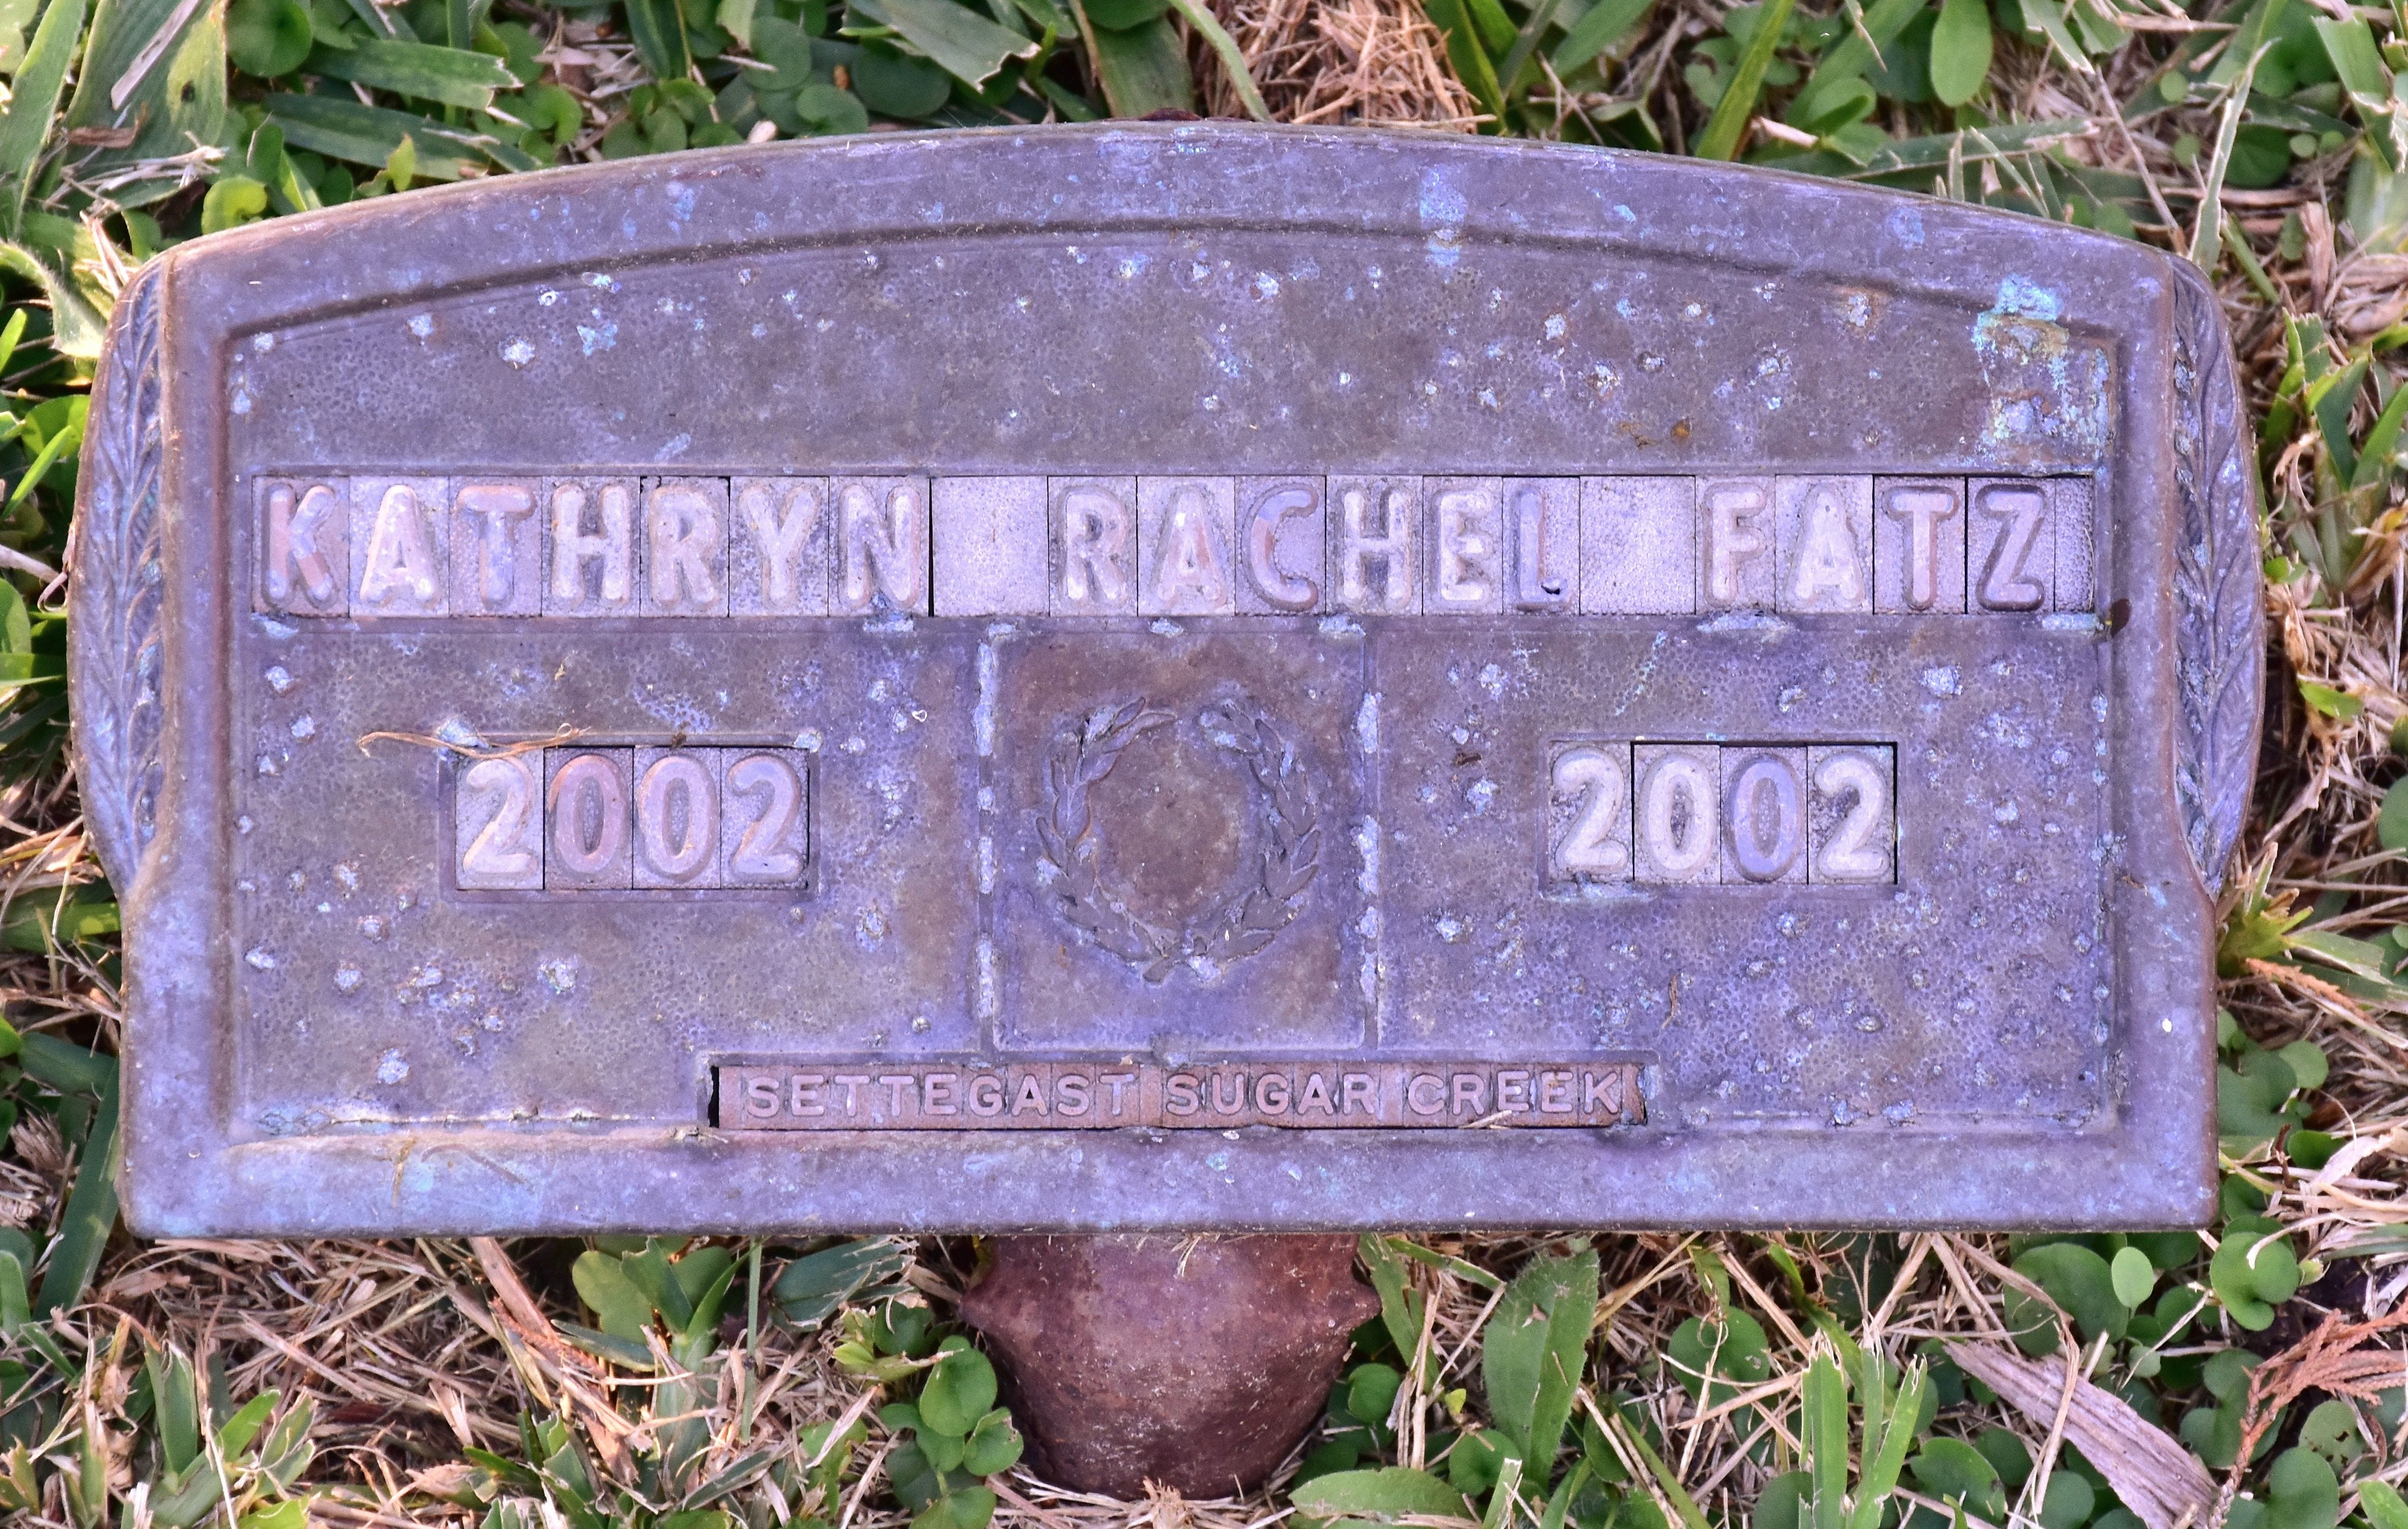 KATHRYN RACHEL FATZ
2002 2002
SETTEGAST SUGAR CREEK